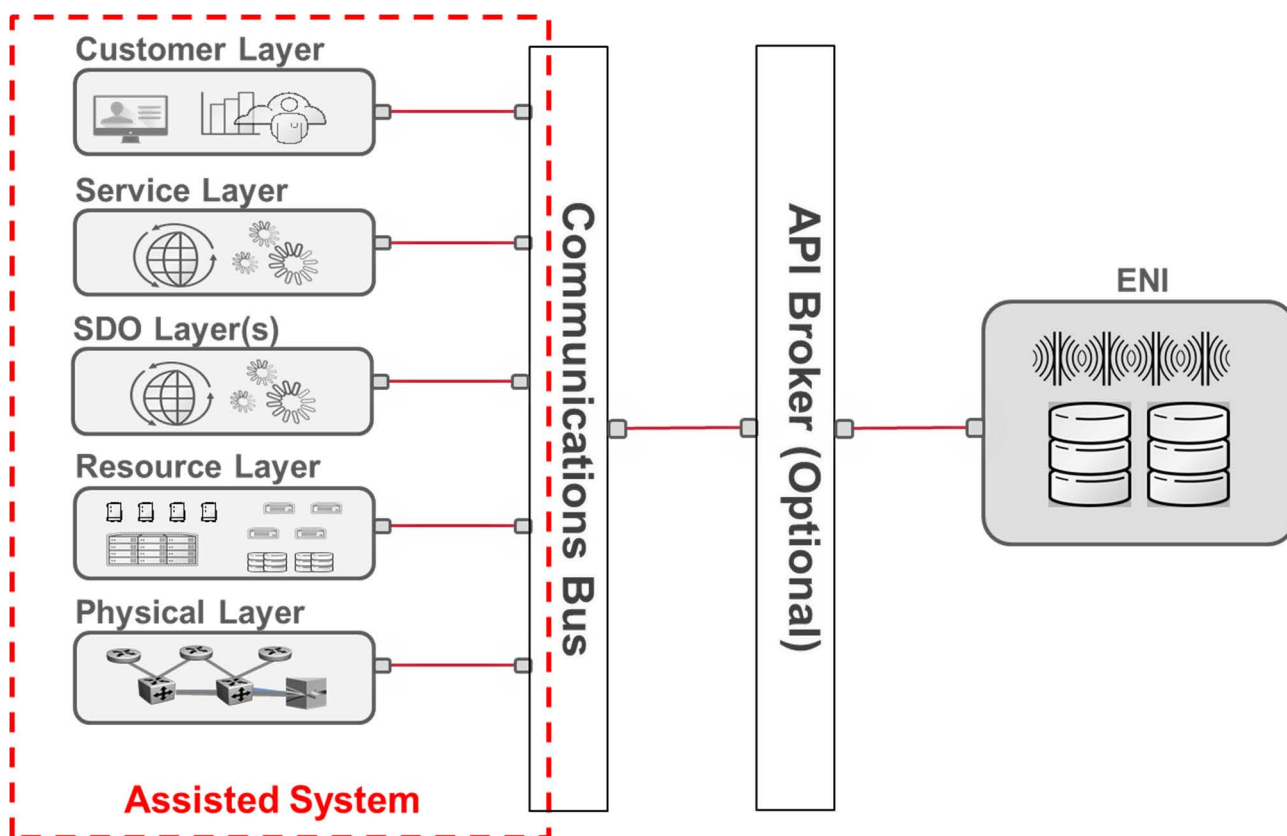 Customer Layer
Service Layer
SDO Layer(s)
Resource Layer
Physical Layer
Assisted System
Communications Bus
API Broker (Optional)
ENI